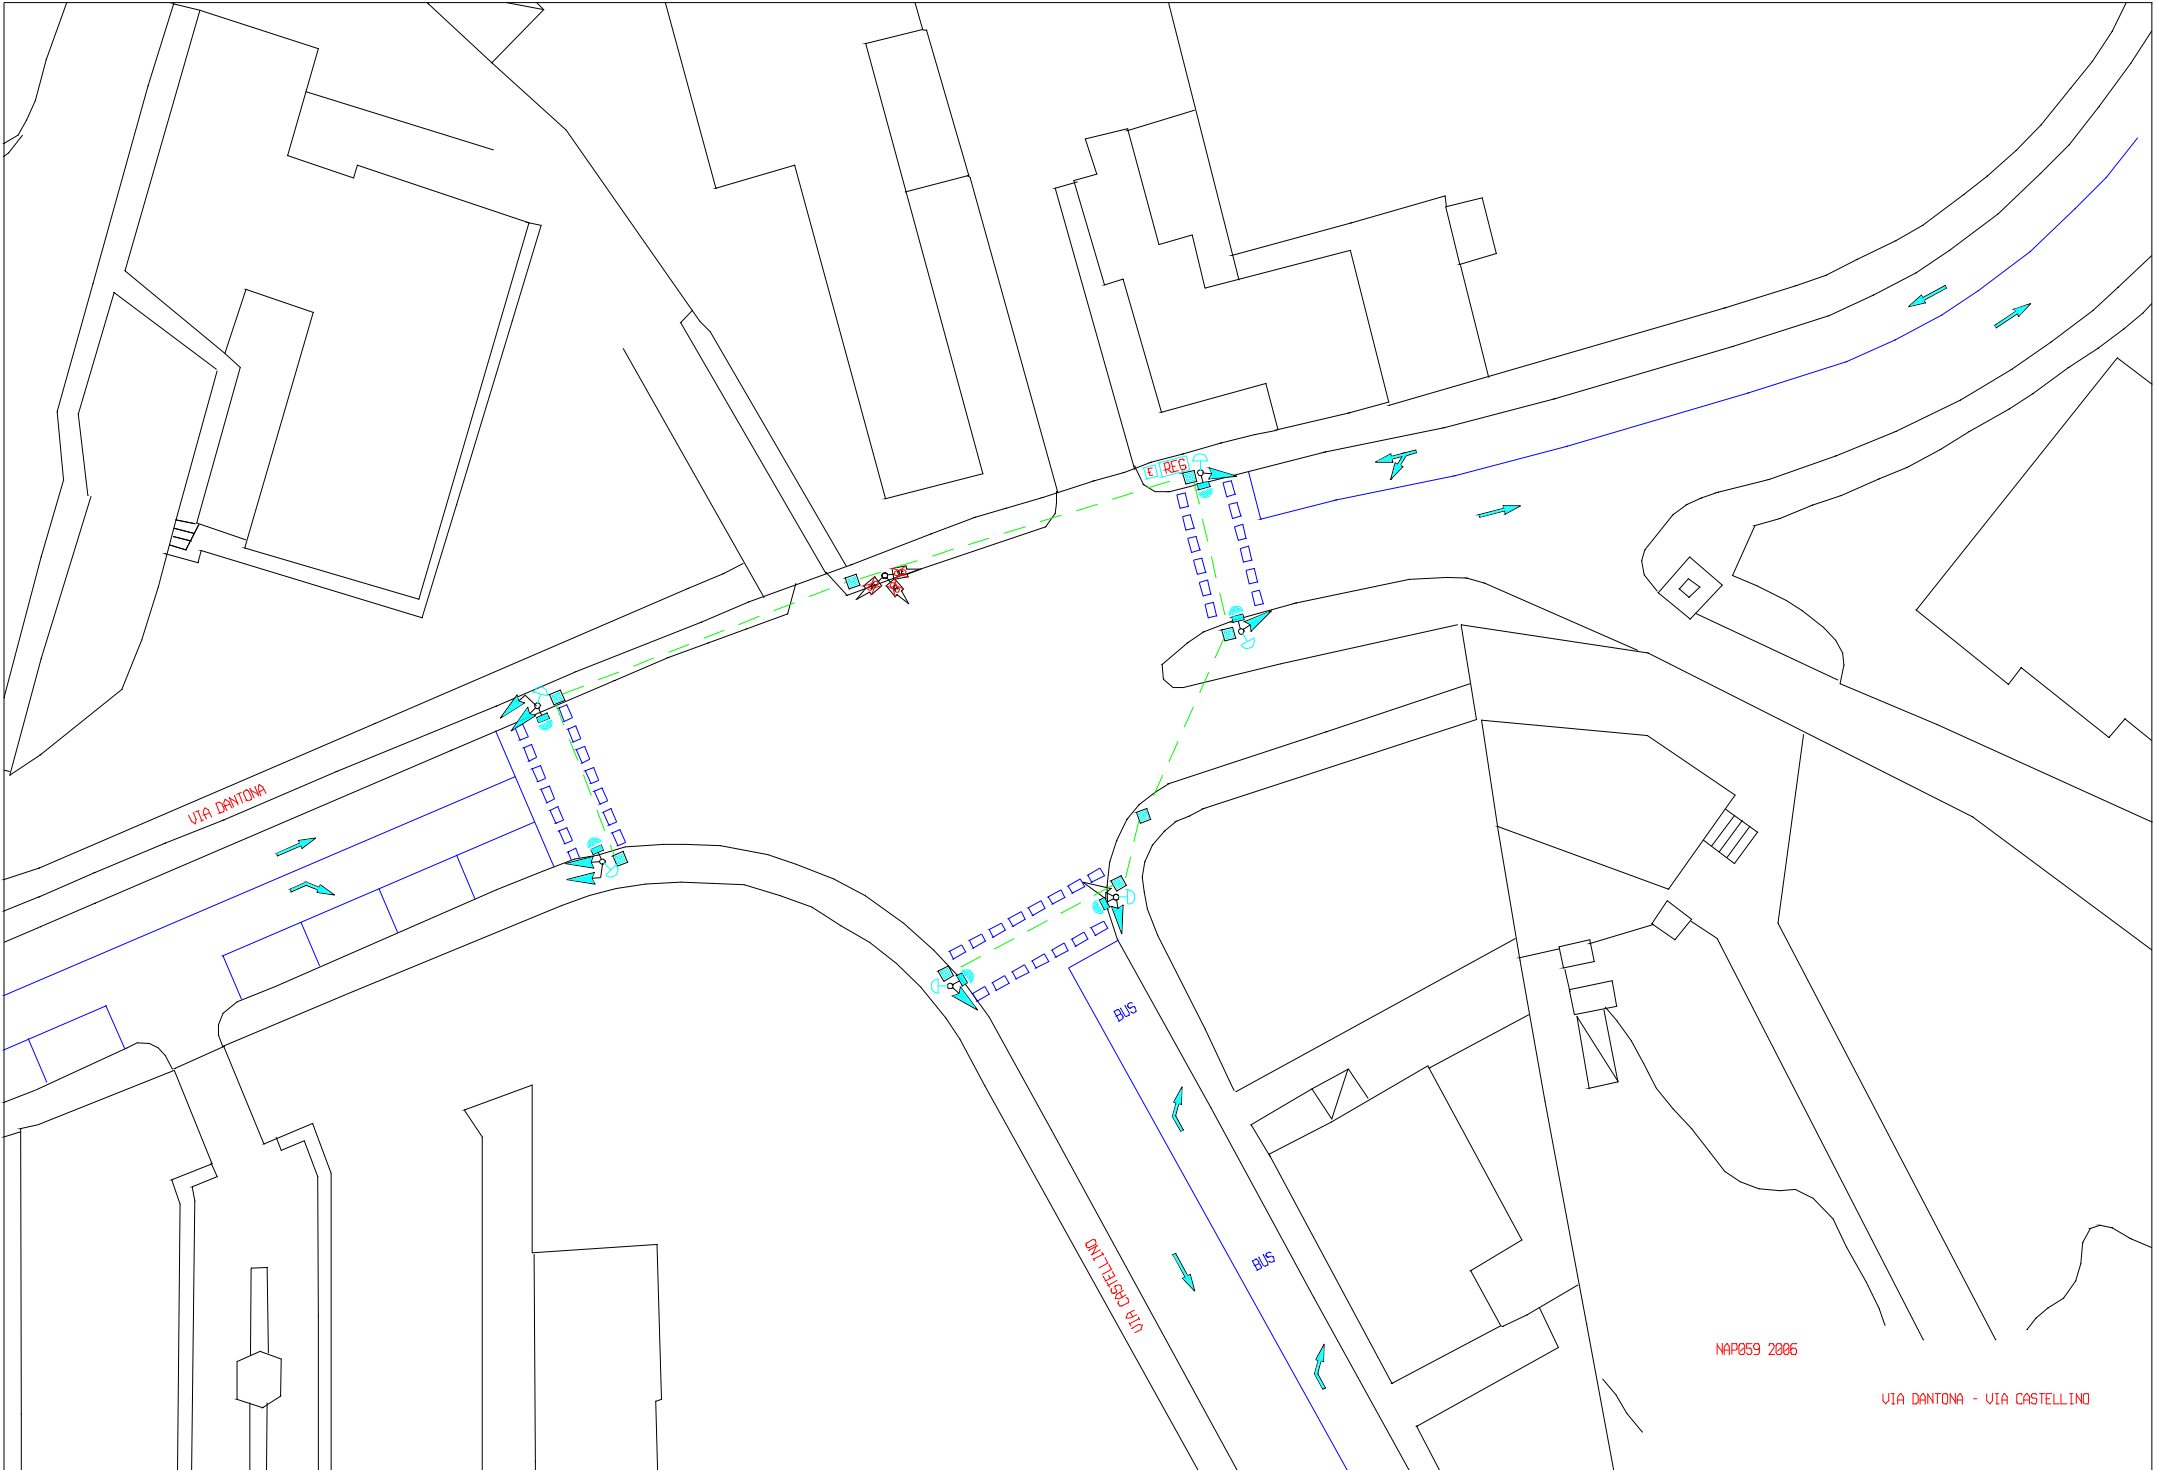 E REG
VIA DANTONA
BUS
BUS
VIA CASTELLINO
NAP059 2006
VIA DANTONA - VIA CASTELLINO